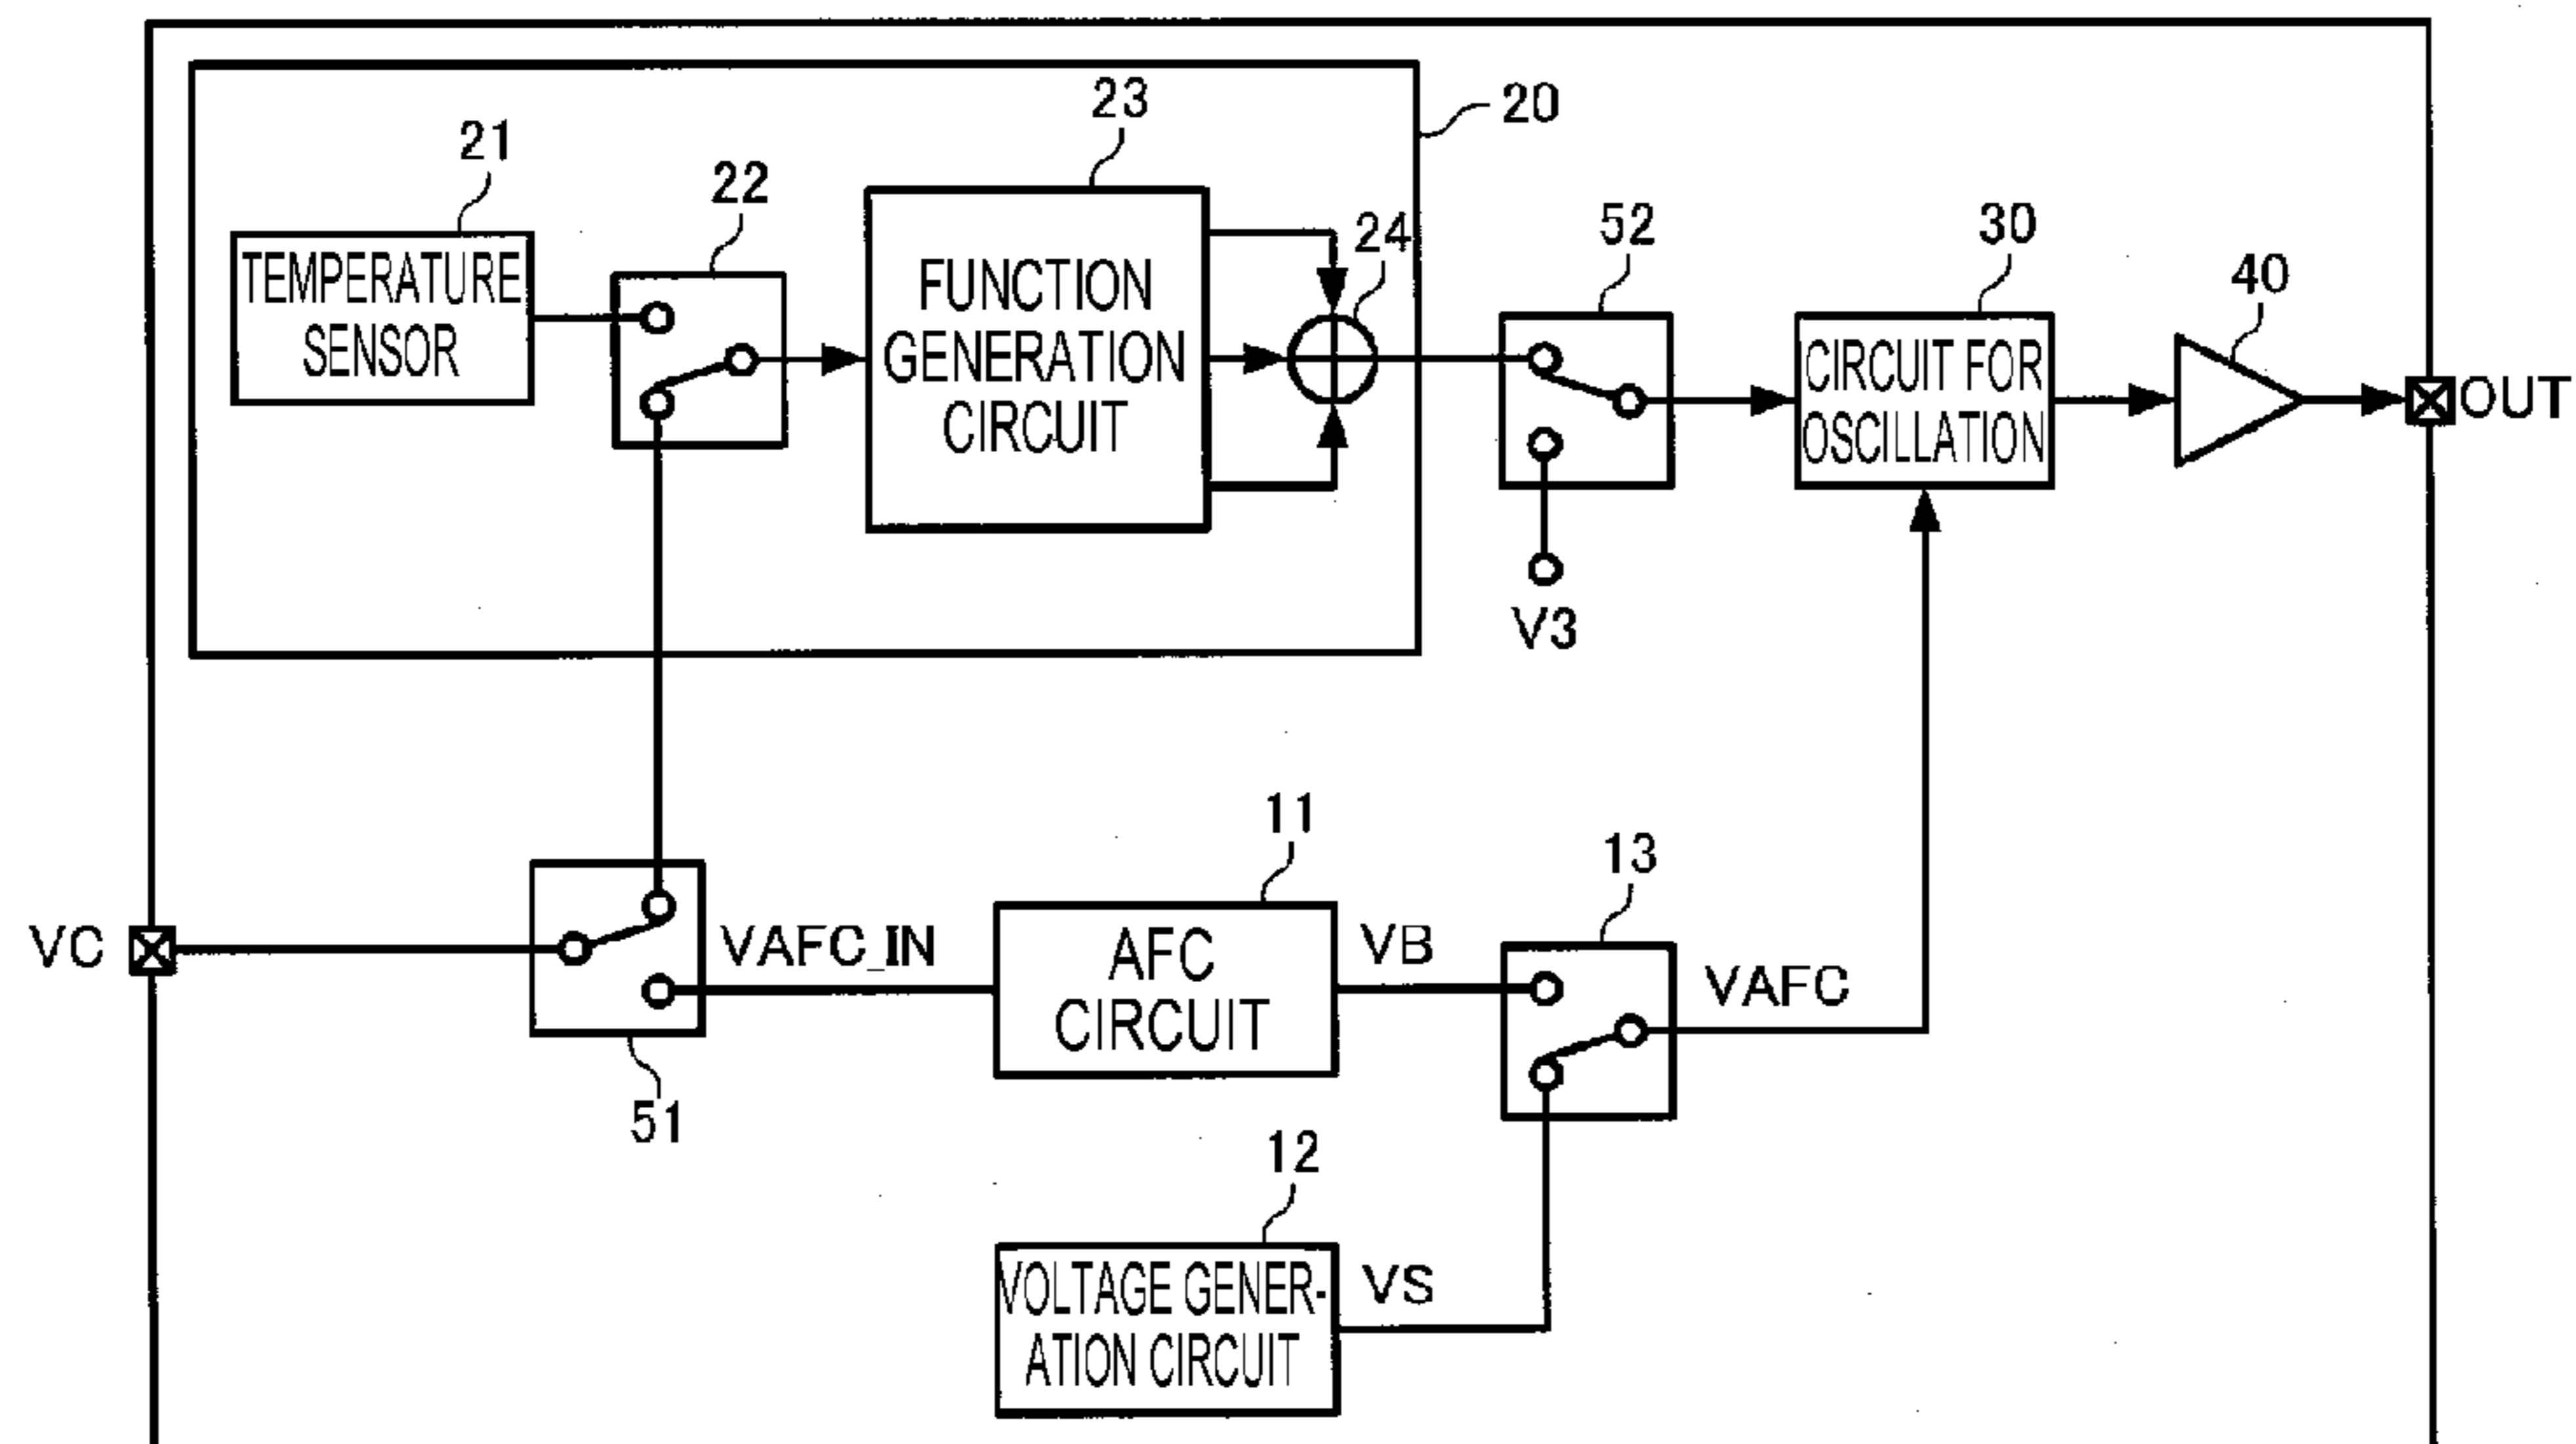 23
20
21
22
24
52
30
40
TEMPERATURE
SENSOR
FUNCTION
GENERATION
CIRCUIT
CIRCUIT FOR
OSCILLATION
OUT
V3
11
13
VC
VAFC_IN
AFC
CIRCUIT
VB
VAFC
51
12
VOLTAGE GENER-
ATION CIRCUIT
VS